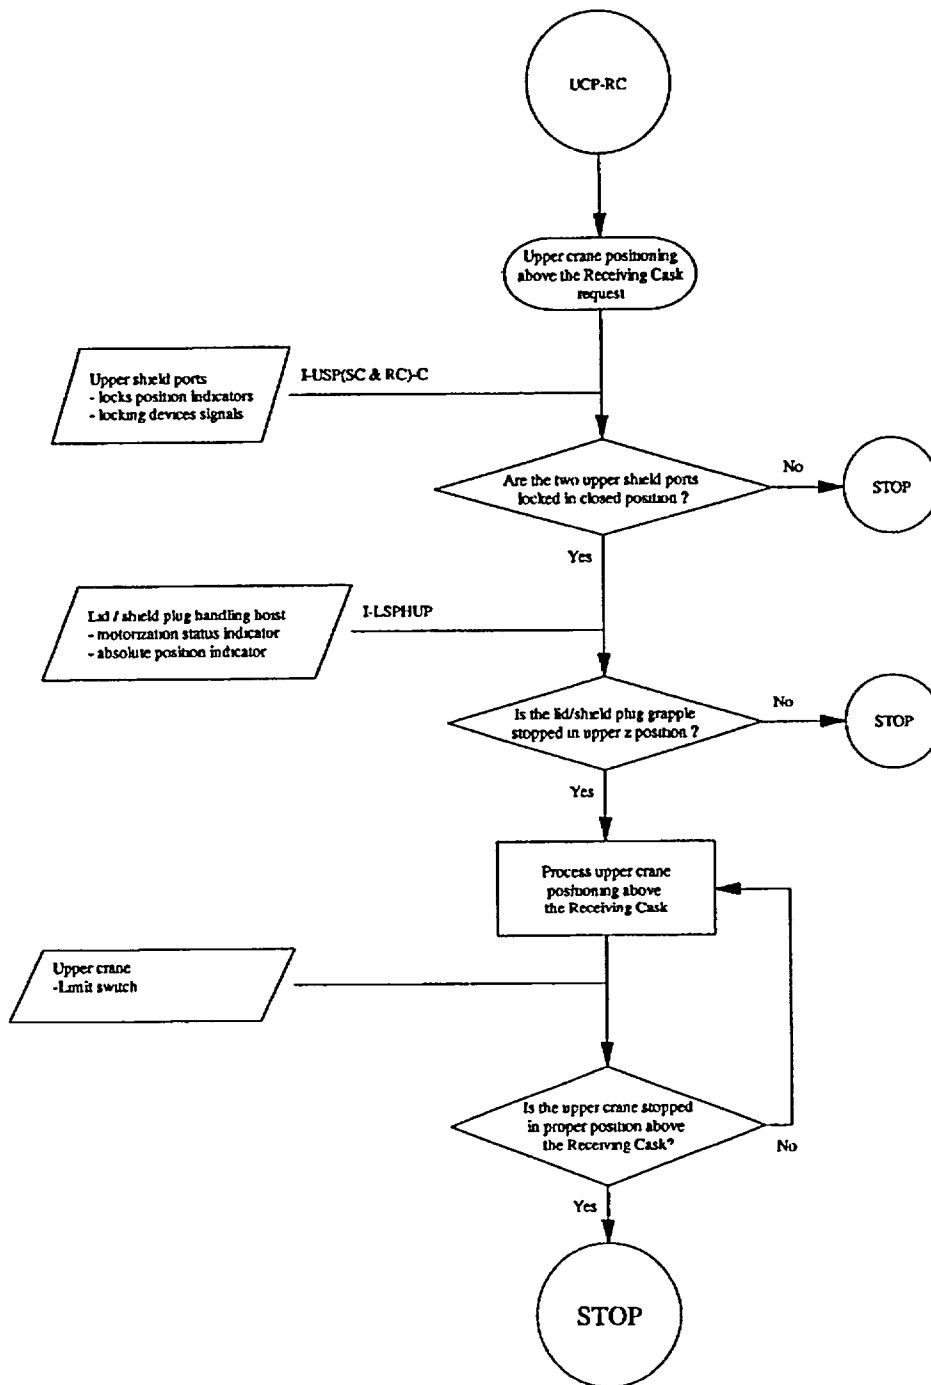 UCP-RC
Upper crane positioning
above the Receiving Cask
request
I-USP(SC & RC)-C
Upper shield ports
- locks position indicators
- locking devices signals
Are the two upper shield ports
locked in closed position ?
No
STOP
Yes
I-LSPHUP
Lid / shield plug handling hoist
- motorization status indicator
- absolute position indicator
Is the lid/shield plug grapple
stopped in upper z position ?
No
STOP
Yes
Process upper crane
positioning above
the Receiving Cask
Upper crane
-Limit switch
Is the upper crane stopped
in proper position above
the Receiving Cask?
No
Yes
STOP